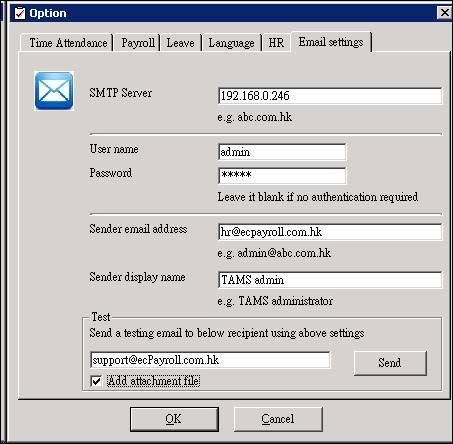 Option
Time Attendance Payroll Leave Language HR Email settings
SMTP Server 192.168.0.246
e.g. abc.com.hk
User name admin
Password *****
Leave it blank if no authentication required
Sender email address hr@ecpayroll.com.hk
e.g. admin@abc.com.hk
Sender display name TAMS admin
e.g. TAMS administrator
Test
Send a testing email to below recipient using above settings
support@ecPayroll.com.hk Send
Add attachment file
OK Cancel